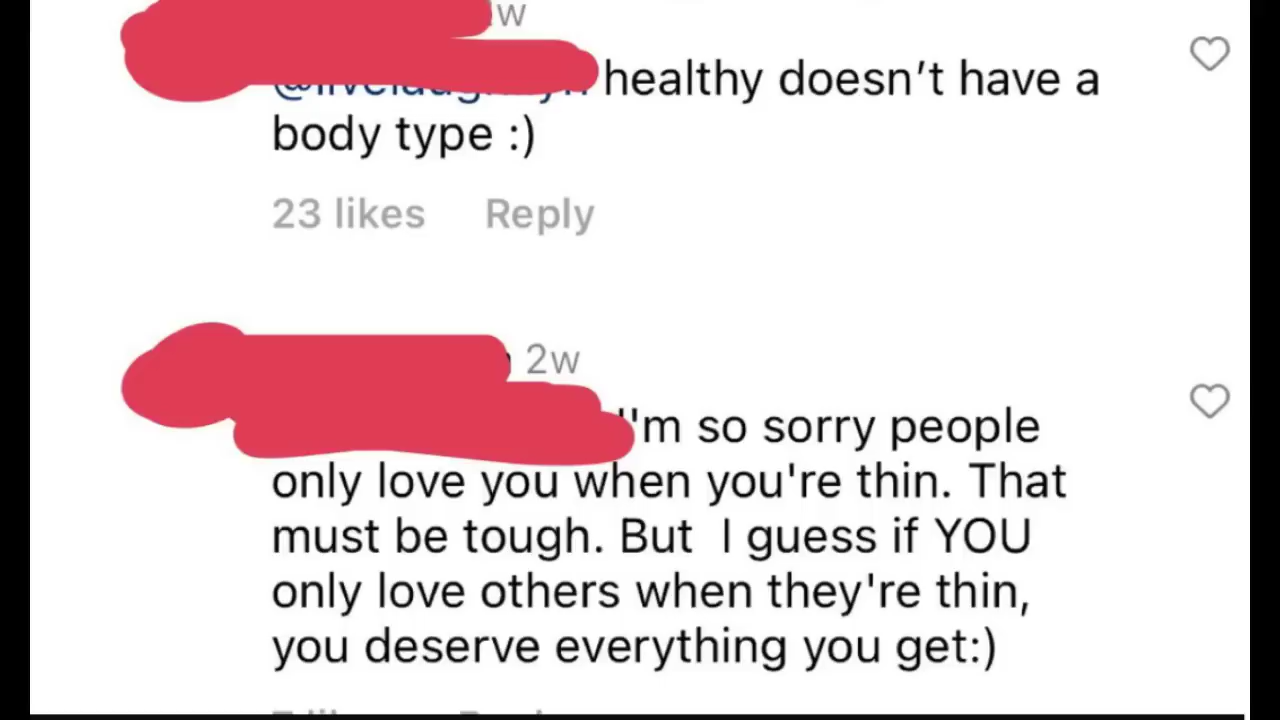 w
healthy doesn't have a
body type :)
23 likes Reply
2w
I'm so sorry people
only love you when you're thin. That
must be tough. But I guess if YOU
only love others when they're thin,
you deserve everything you get:)